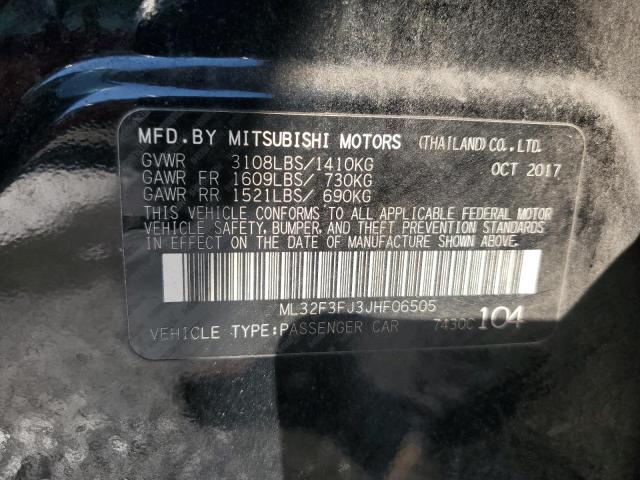 MFD. BY MITSUBISHI MOTORS (THAILAND) CO., LTD.
GVWR 3108LBS/1410KG OCT 2017
GAWR FR 1609LBS/ 730KG
GAWR RR 1521LBS/ 690KG
THIS VEHICLE CONFORMS TO ALL APPLICABLE FEDERAL MOTOR
VEHICLE SAFETY, BUMPER, AND THEFT PREVENTION STANDARDS
IN EFFECT ON THE DATE OF MANUFACTURE SHOWN ABOVE.
ML32F3FJ3JHF06505
VEHICLE TYPE:PASSENGER CAR 7430C 104